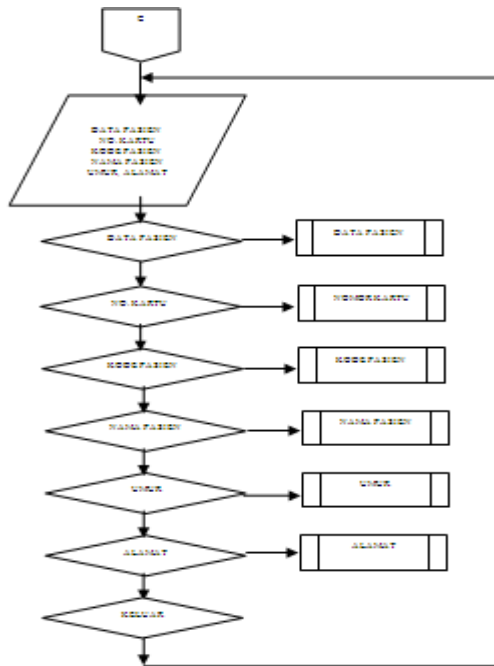 DATA PASIEN
NO. KARTU
KODE PASIEN
NAMA PASIEN
UMUR, ALAMAT
DATA PASIEN
DATA PASIEN
NO. KARTU
NOMOR KARTU
KODE PASIEN
KODE PASIEN
NAMA PASIEN
NAMA PASIEN
UMUR
UMUR
ALAMAT
ALAMAT
KELUAR